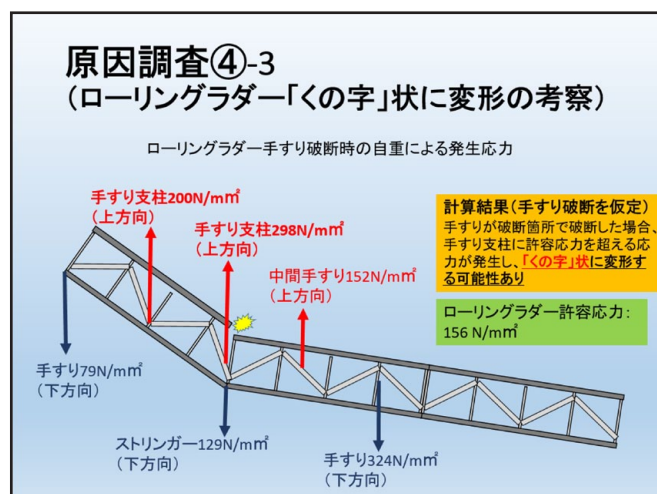 原因調査④-3
(ローリングラダー「くの字」状に変形の考察)
ローリングラダー手すり破断時の自重による発生応力
手すり支柱200N/m㎡
(上方向)
手すり支柱298N/m㎡
(上方向)
中間手すり152N/m㎡
(上方向)
計算結果(手すり破断を仮定)
手すりが破断箇所で破断した場合、
手すり支柱に許容応力を超える応
力が発生し、「くの字」状に変形す
る可能性あり
ローリングラダー許容応力:
156 N/m㎡
手すり79N/m㎡
(下方向)
ストリンガー129N/m㎡
(下方向)
手すり324N/m㎡
(下方向)